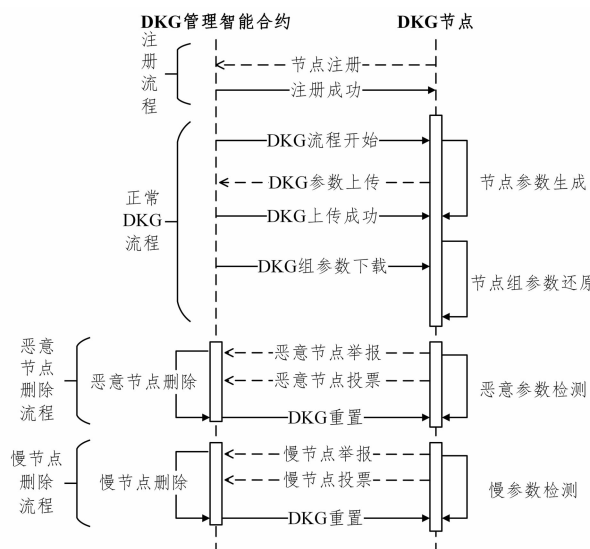 DKG管理智能合约
DKG节点
注册流程
节点注册
注册成功
正常
DKG
流程
DKG流程开始
DKG参数上传
DKG上传成功
DKG组参数下载
节点参数生成
节点组参数还原
恶意
节点
删除
流程
恶意节点删除
恶意节点举报
恶意节点投票
DKG重置
恶意参数检测
慢节点
删除
流程
慢节点删除
慢节点举报
慢节点投票
DKG重置
慢参数检测